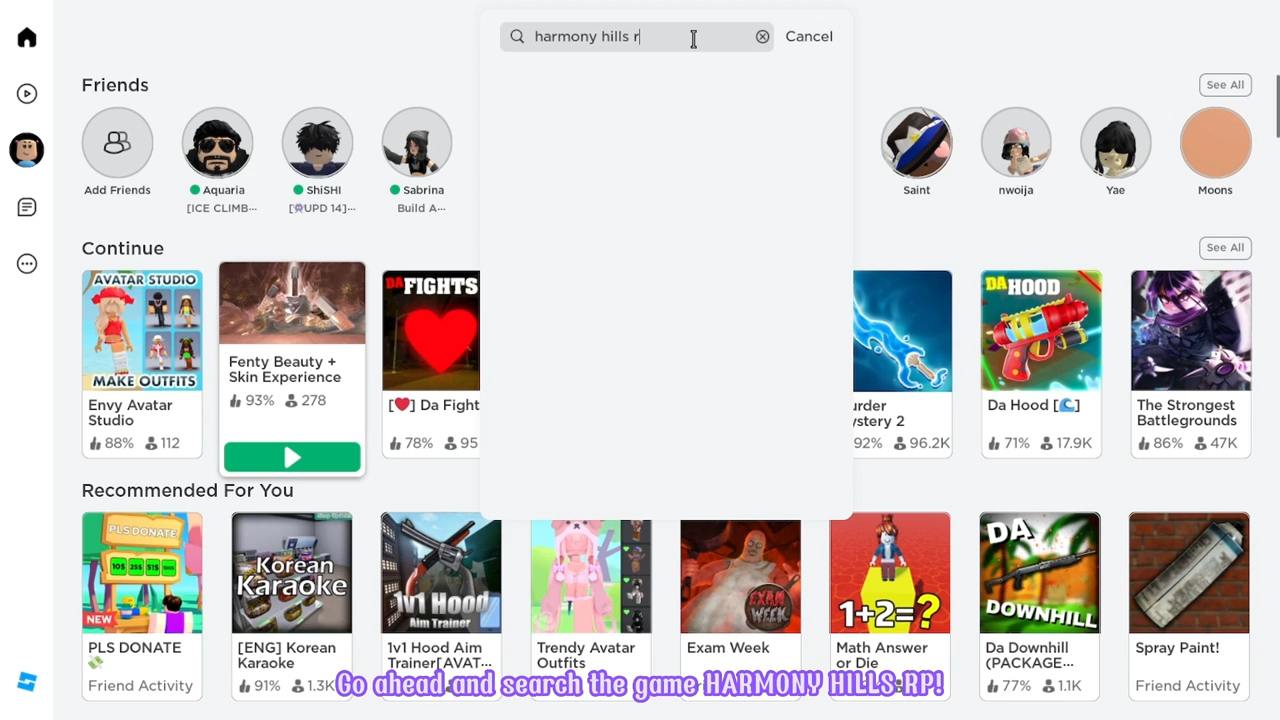 harmony hills r
Cancel
Friends
See All
Add Friends
Aquaria
[ICE CLIMB...
ShiSHI
[👾UPD 14]...
Sabrina
Build A...
Saint
nwoija
Yae
Moons
Continue
See All
AVATAR STUDIO
MAKE OUTFITS
Envy Avatar
Studio
88% 112
Fenty Beauty +
Skin Experience
93% 278
DA FIGHTS
[❤️] Da Fight
78% 95
urder
ystery 2
92% 96.2K
DA HOOD
Da Hood [🌊]
71% 17.9K
The Strongest
Battlegrounds
86% 47K
Recommended For You
PLS DONATE
10$ 25$ 51$
NEW
PLS DONATE
💸
Friend Activity
Korean
Karaoke
[ENG] Korean
Karaoke
91% 1.3K
1v1 Hood
Aim Trainer
1v1 Hood Aim
Trainer[AVAT...
Trendy Avatar
Outfits
EXAM
WEEK
Exam Week
1+2=?
Math Answer
or Die
DA
DOWNHILL
Da Downhill
(PACKAGE...
77% 1.1K
Spray Paint!
Friend Activity
Go ahead and search the game HARMONY HILLS RP!